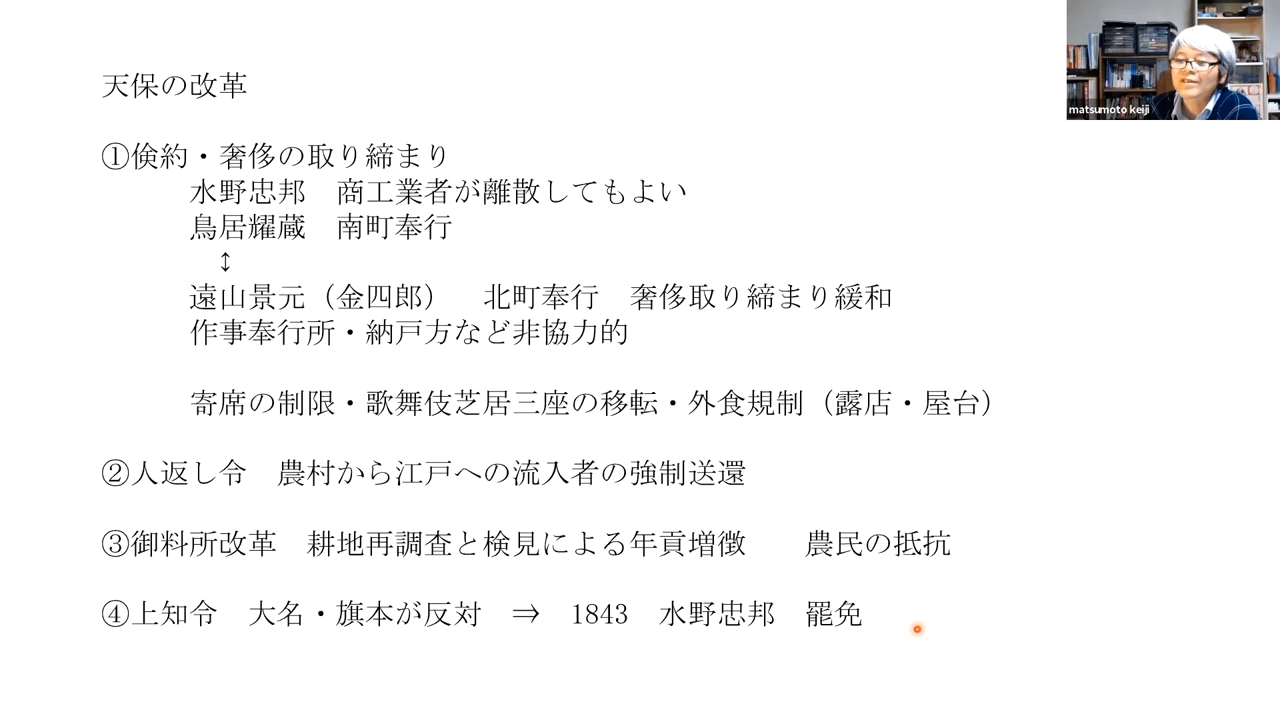 天保の改革
matsumoto keiji
①倹約・奢侈の取り締まり
水野忠邦　商工業者が離散してもよい
鳥居耀蔵　南町奉行
↕
遠山景元（金四郎）　北町奉行　奢侈取り締まり緩和
作事奉行所・納戸方など非協力的
寄席の制限・歌舞伎芝居三座の移転・外食規制（露店・屋台）
②人返し令　農村から江戸への流入者の強制送還
③御料所改革　耕地再調査と検見による年貢増徴　　農民の抵抗
④上知令　大名・旗本が反対　⇒　1843　水野忠邦　罷免